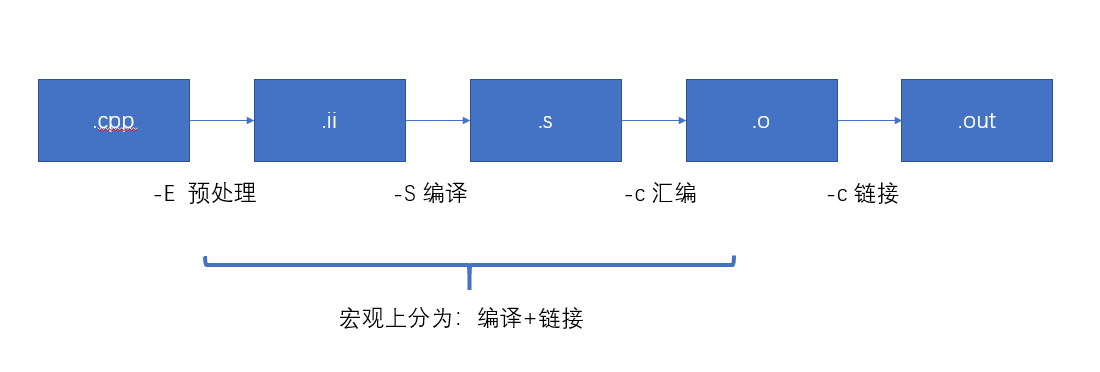 .cpp
.ii
.s
.o
.out
-E 预处理
-S 编译
-c 汇编
-c 链接
宏观上分为：编译+链接